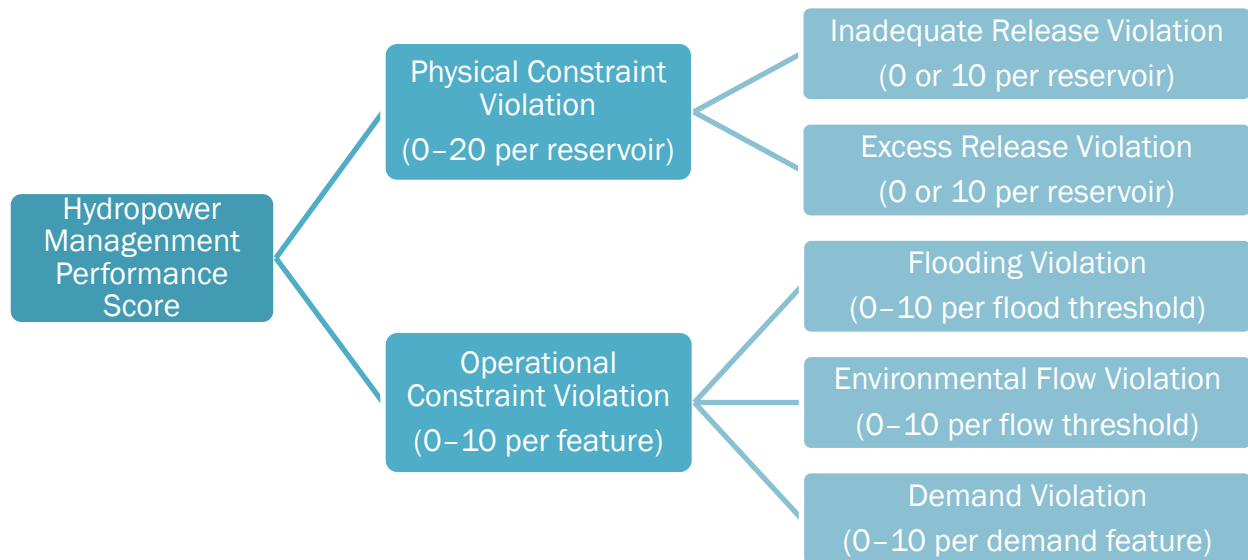 Hydropower
Managenment
Performance
Score
Physical Constraint
Violation
(0–20 per reservoir)
Operational
Constraint Violation
(0–10 per feature)
Inadequate Release Violation
(0 or 10 per reservoir)
Excess Release Violation
(0 or 10 per reservoir)
Flooding Violation
(0–10 per flood threshold)
Environmental Flow Violation
(0–10 per flow threshold)
Demand Violation
(0–10 per demand feature)